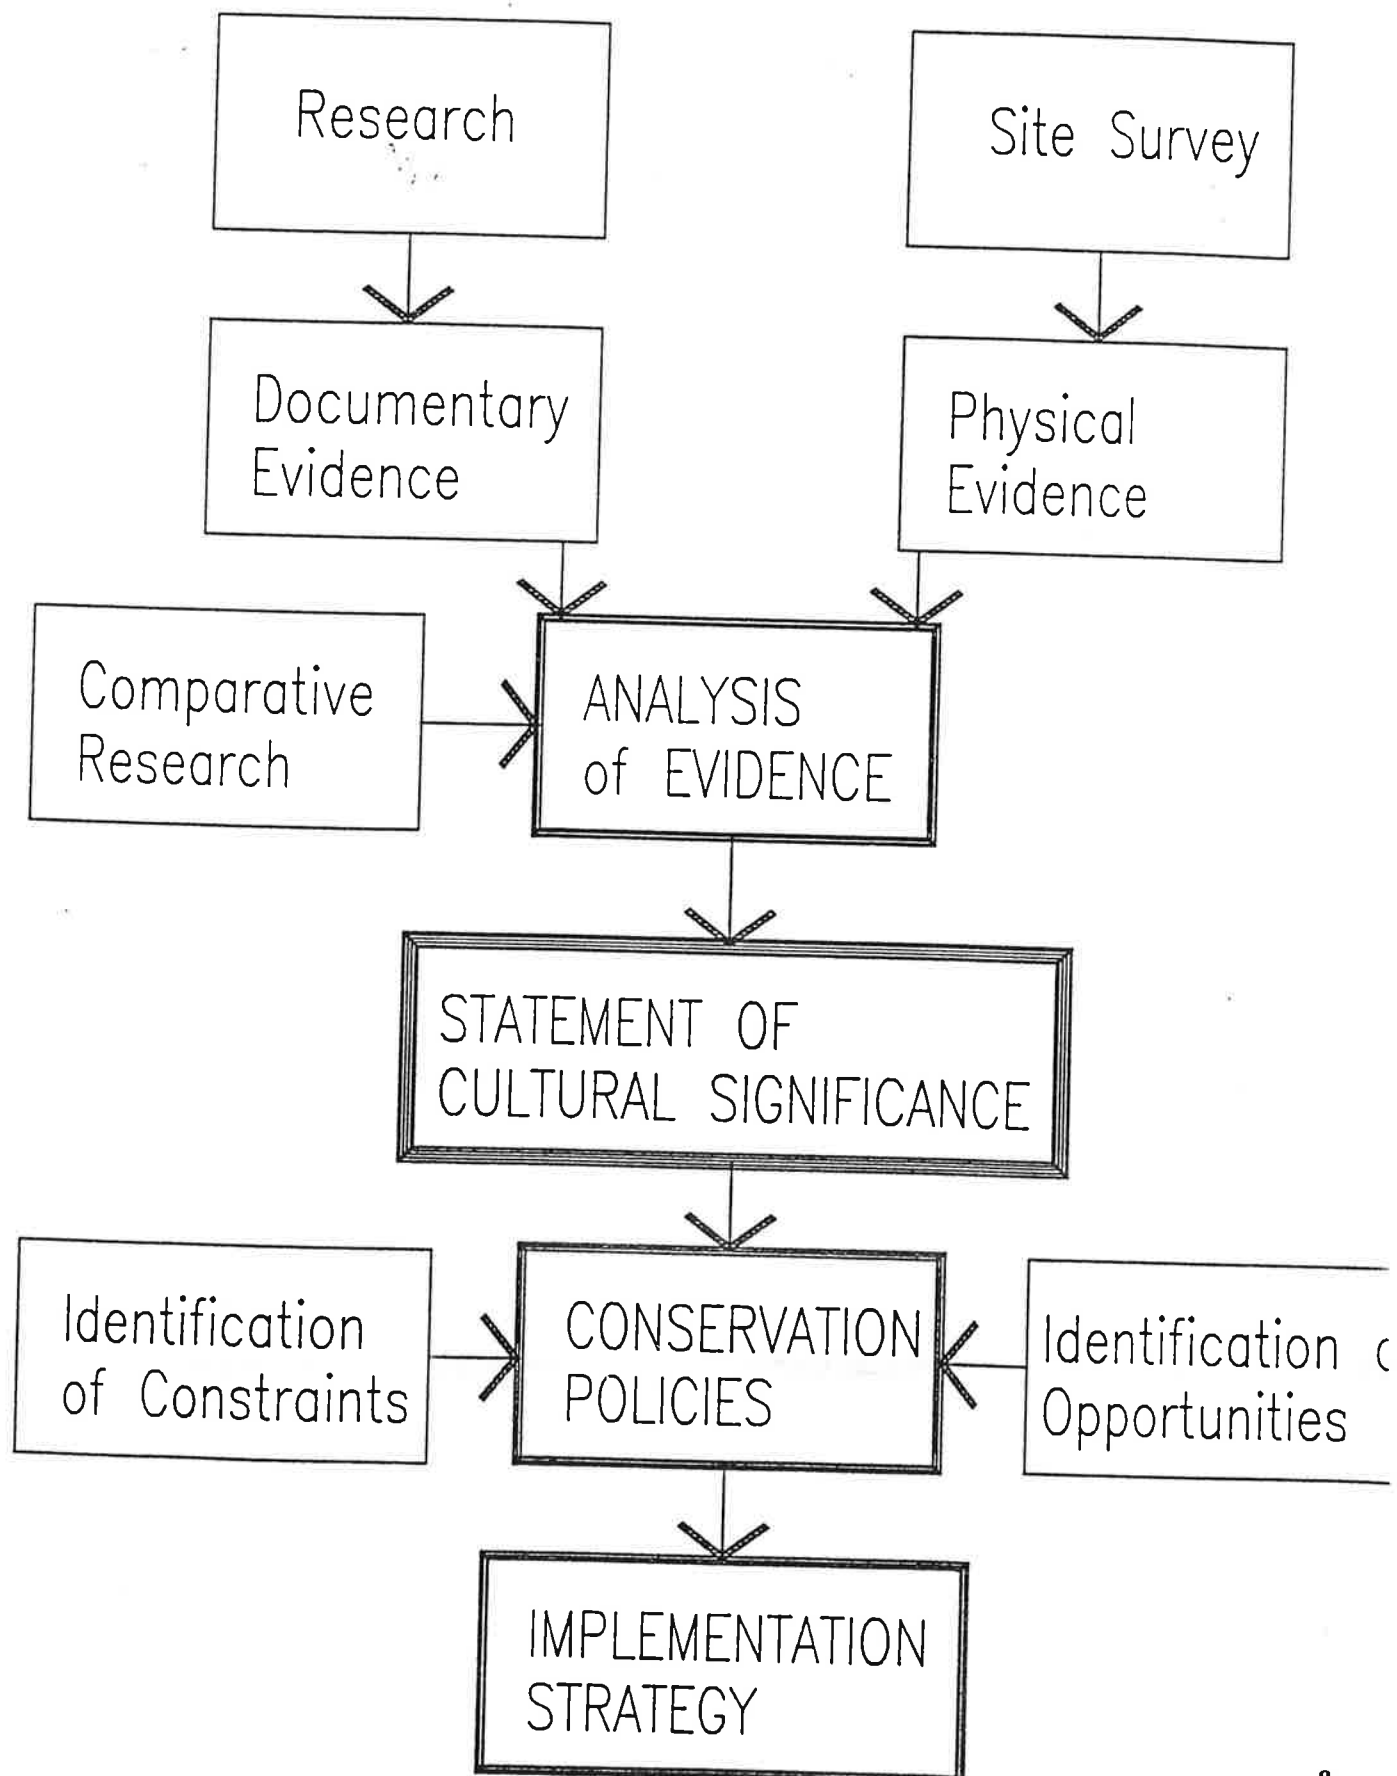 Research
Site Survey
Documentary
Evidence
Physical
Evidence
Comparative
Research
ANALYSIS
of EVIDENCE
STATEMENT OF
CULTURAL SIGNIFICANCE
Identification
of Constraints
CONSERVATION
POLICIES
Identification
Opportunities
IMPLEMENTATION
STRATEGY